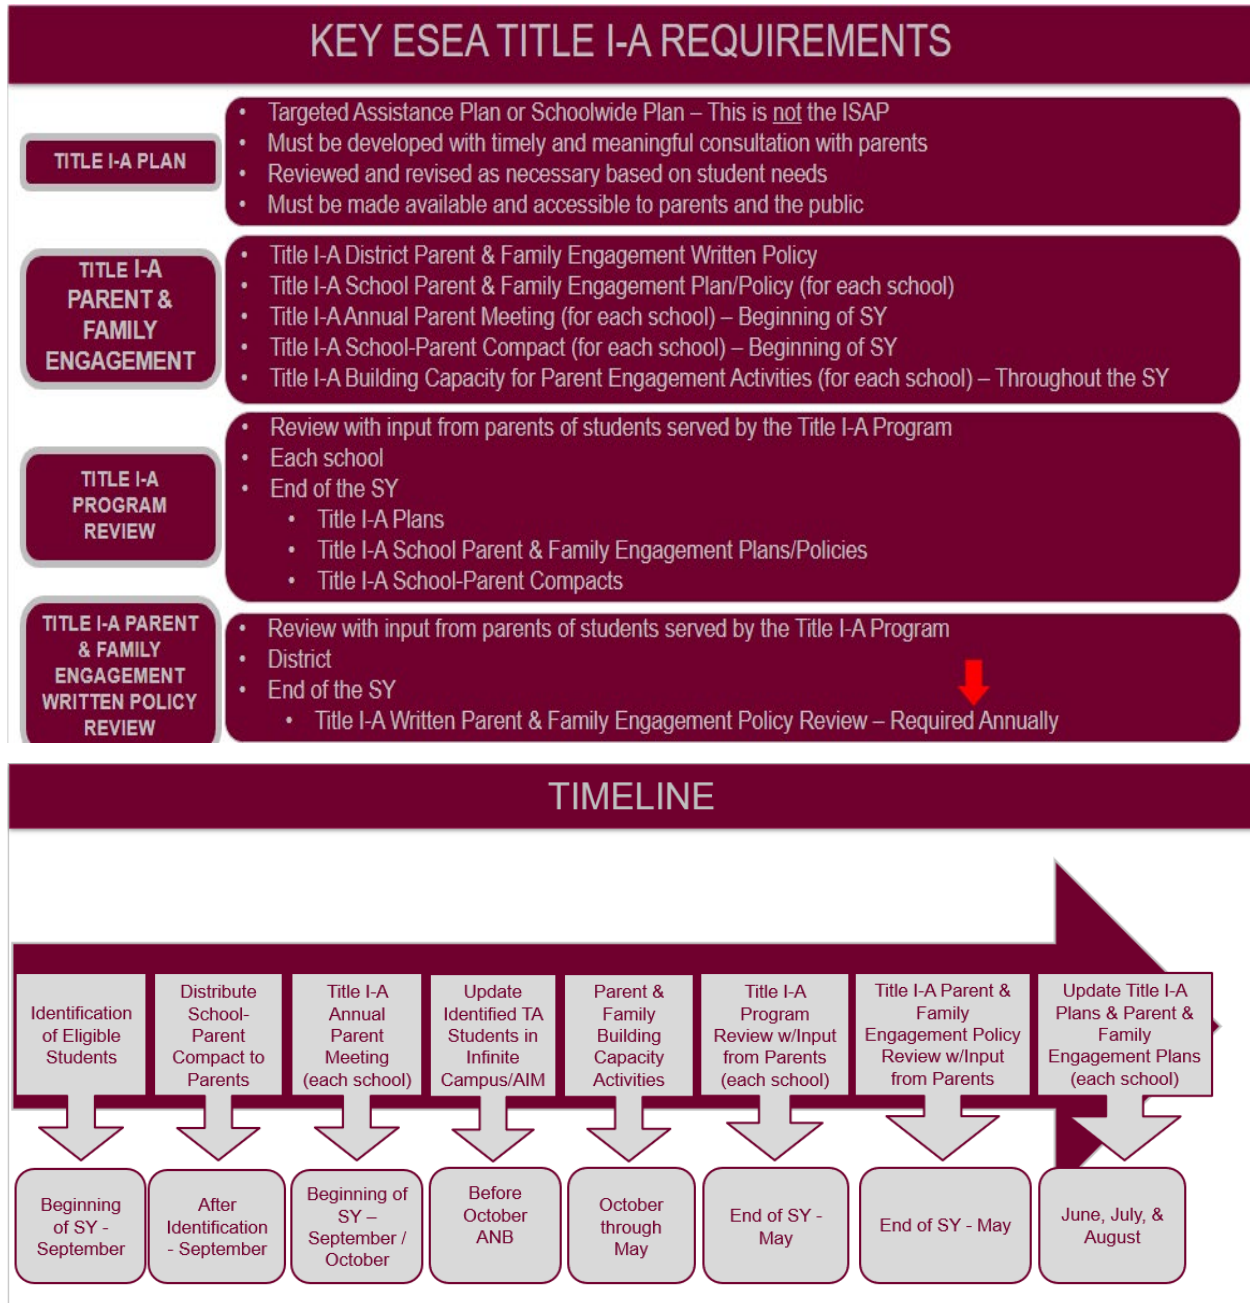 KEY ESEA TITLE I-A REQUIREMENTS
TITLE I-A PLAN
• Targeted Assistance Plan or Schoolwide Plan – This is not the ISAP
• Must be developed with timely and meaningful consultation with parents
• Reviewed and revised as necessary based on student needs
• Must be made available and accessible to parents and the public
TITLE I-A
PARENT &
FAMILY
ENGAGEMENT
• Title I-A District Parent & Family Engagement Written Policy
• Title I-A School Parent & Family Engagement Plan/Policy (for each school)
• Title I-A Annual Parent Meeting (for each school) – Beginning of SY
• Title I-A School-Parent Compact (for each school) – Beginning of SY
• Title I-A Building Capacity for Parent Engagement Activities (for each school) – Throughout the SY
TITLE I-A
PROGRAM
REVIEW
• Review with input from parents of students served by the Title I-A Program
• Each school
• End of the SY
• Title I-A Plans
• Title I-A School Parent & Family Engagement Plans/Policies
• Title I-A School-Parent Compacts
TITLE I-A PARENT
& FAMILY
ENGAGEMENT
WRITTEN POLICY
REVIEW
• Review with input from parents of students served by the Title I-A Program
• District
• End of the SY
• Title I-A Written Parent & Family Engagement Policy Review – Required Annually
TIMELINE
Identification
of Eligible
Students
Distribute
School-
Parent
Compact to
Parents
Title I-A
Annual
Parent
Meeting
(each school)
Update
Identified TA
Students in
Infinite
Campus/AIM
Parent &
Family
Building
Capacity
Activities
Title I-A
Program
Review w/Input
from Parents
(each school)
Title I-A Parent &
Family
Engagement Policy
Review w/Input
from Parents
Update Title I-A
Plans & Parent &
Family
Engagement Plans
(each school)
Beginning
of SY -
September
After
Identification
- September
Beginning of
SY –
September /
October
Before
October
ANB
October
through
May
End of SY -
May
End of SY - May
June, July, &
August